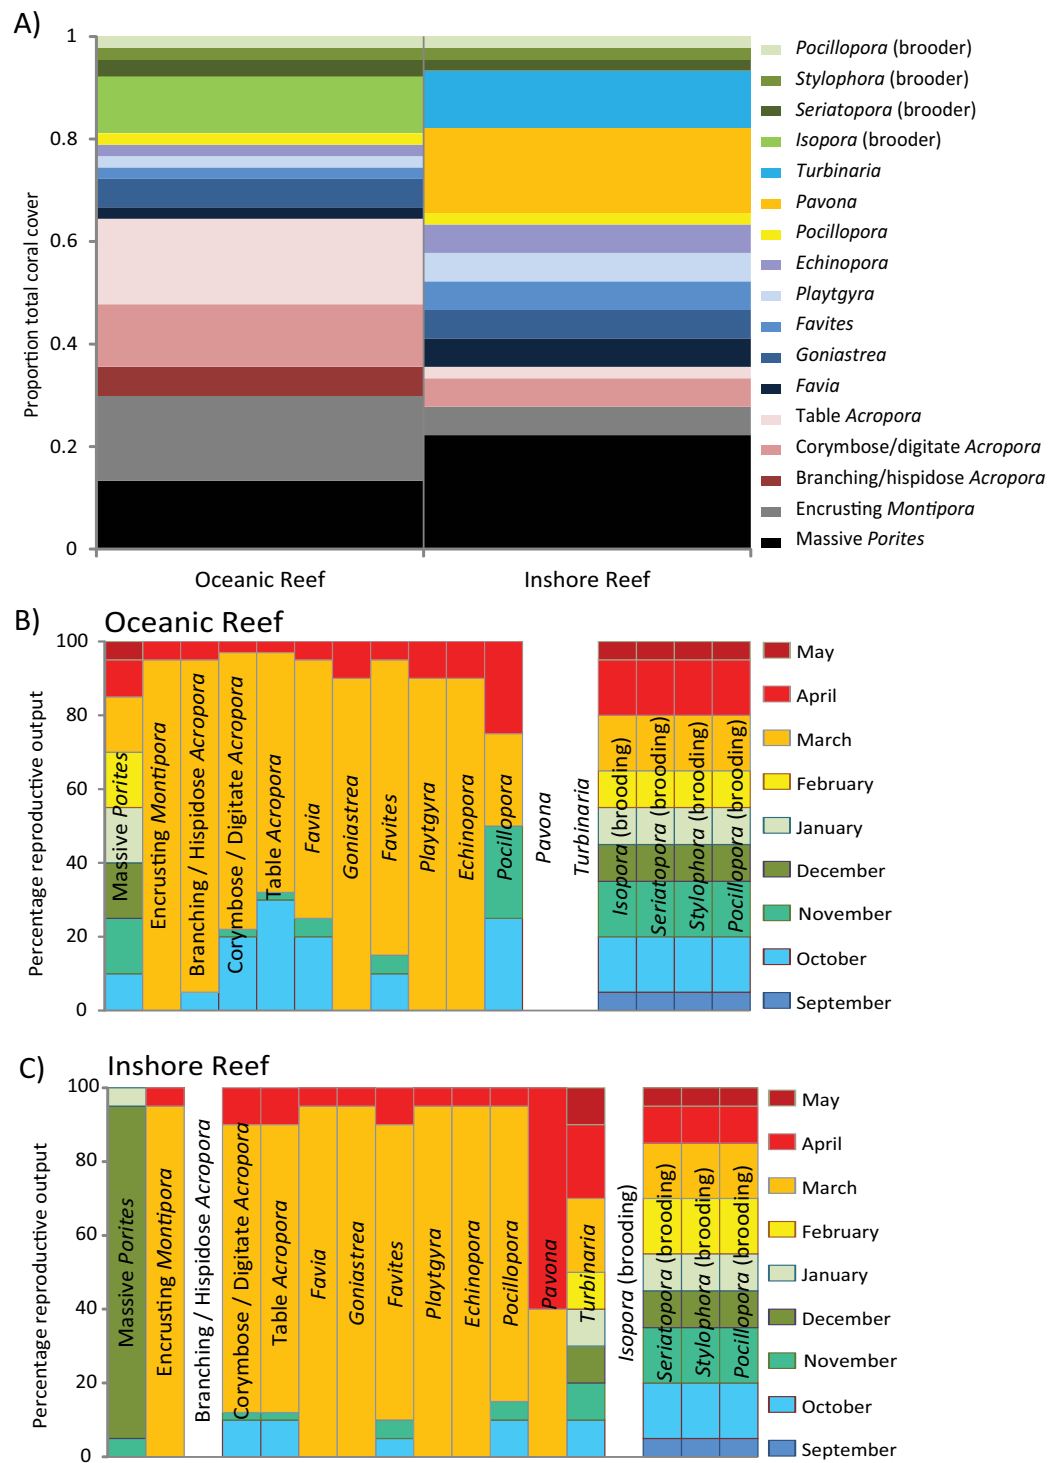 A)
Proportion total coral cover
1
0.8
0.6
0.4
0.2
0
Oceanic Reef
Inshore Reef
Pocillopora (brooder)
Stylophora (brooder)
Seriatopora (brooder)
Isopora (brooder)
Turbinaria
Pavona
Pocillopora
Echinopora
Playtgyra
Favites
Goniastrea
Favia
Table Acropora
Corymbose/digitate Acropora
Branching/hispidose Acropora
Encrusting Montipora
Massive Porites
B)
Oceanic Reef
Percentage reproductive output
100
80
60
40
20
0
Massive Porites
Encrusting Montipora
Branching / Hispidose Acropora
Corymbose / Digitate Acropora
Table Acropora
Favia
Goniastrea
Favites
Playtgyra
Echinopora
Pocillopora
Pavona
Turbinaria
Isopora (brooding)
Seriatopora (brooding)
Stylophora (brooding)
Pocillopora (brooding)
May
April
March
February
January
December
November
October
September
C)
Inshore Reef
Percentage reproductive output
100
80
60
40
20
0
Massive Porites
Encrusting Montipora
Branching / Hispidose Acropora
Corymbose / Digitate Acropora
Table Acropora
Favia
Goniastrea
Favites
Playtgyra
Echinopora
Pocillopora
Pavona
Turbinaria
Isopora (brooding)
Seriatopora (brooding)
Stylophora (brooding)
Pocillopora (brooding)
May
April
March
February
January
December
November
October
September